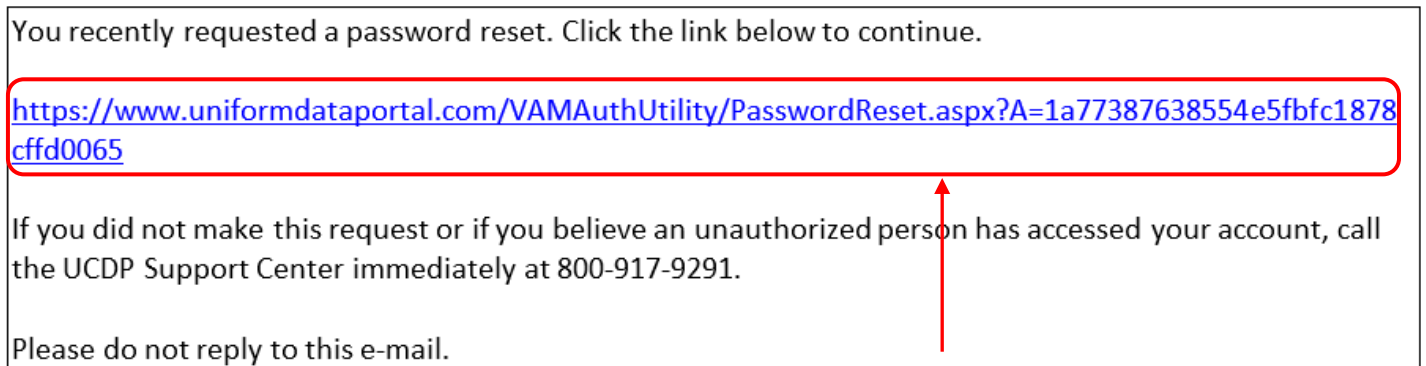 You recently requested a password reset. Click the link below to continue.
https://www.uniformdataportal.com/VAMAuthUtility/PasswordReset.aspx?A=1a77387638554e5fbfc1878
cffd0065
If you did not make this request or if you believe an unauthorized person has accessed your account, call
the UCDP Support Center immediately at 800-917-9291.
Please do not reply to this e-mail.